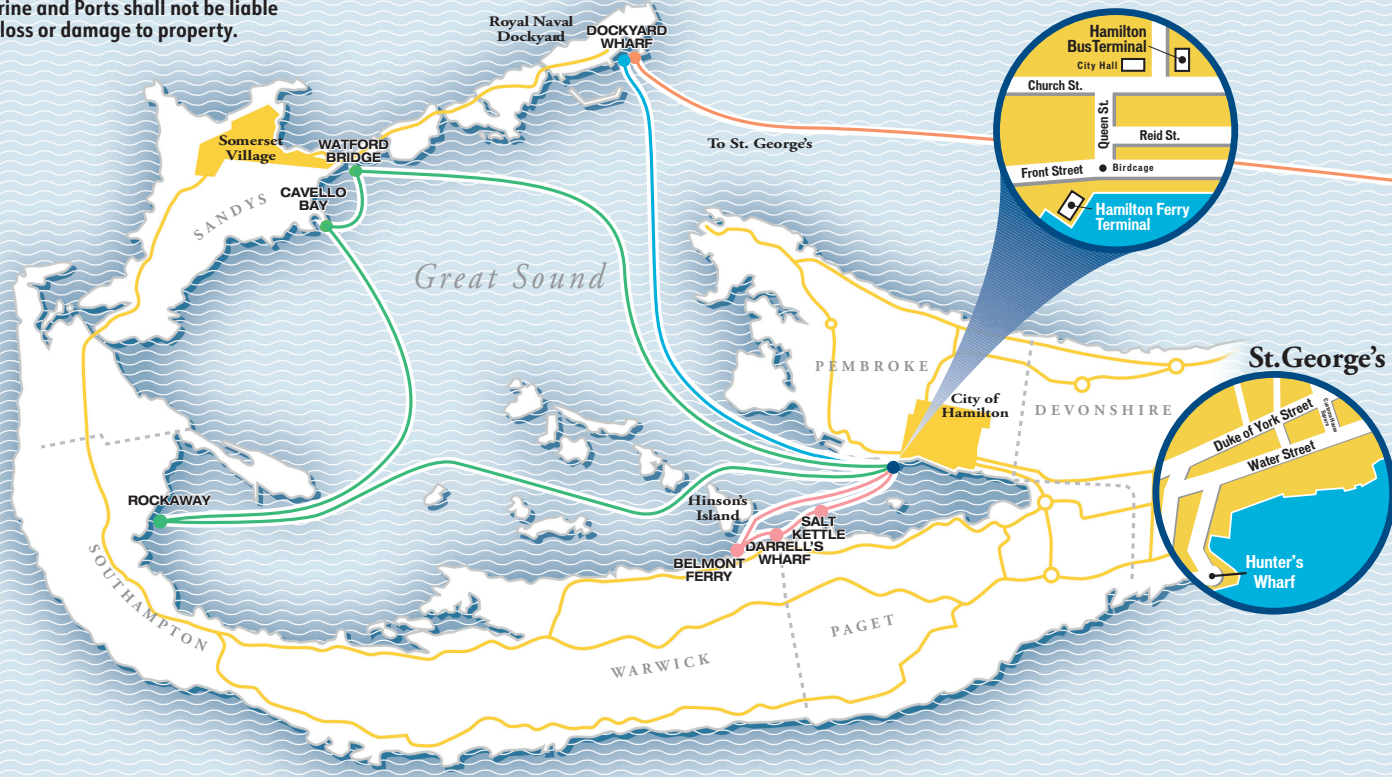 rine and Ports shall not be liable
loss or damage to property.
Royal Naval
Dockyard
DOCKYARD
WHARF
Hamilton
Bus Terminal
City Hall
Church St.
Queen St.
Reid St.
Front Street
Birdcage
Hamilton Ferry
Terminal
To St. George's
Somerset
Village
WATFORD
BRIDGE
CAVELLO
BAY
SANDYS
Great Sound
PEMBROKE
City of
Hamilton
DEVONSHIRE
St.George's
Duke of York Street
Water Street
Hunter's
Wharf
ROCKAWAY
Hinson's
Island
SALT
KETTLE
DARRELL'S
WHARF
BELMONT
FERRY
SOUTHAMPTON
WARWICK
PAGET